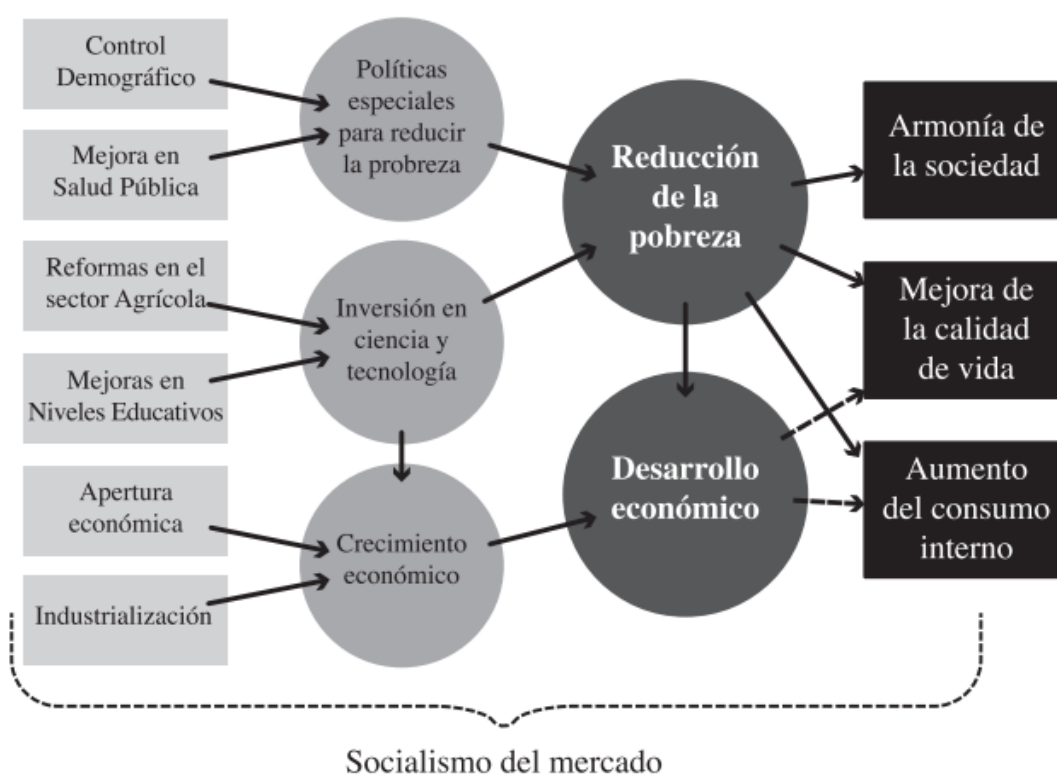 Control
Demográfico
Mejora en
Salud Pública
Reformas en el
sector Agrícola
Mejoras en
Niveles Educativos
Apertura
económica
Industrialización
Políticas
especiales
para reducir
la probreza
Inversión en
ciencia y
tecnología
Crecimiento
económico
Reducción
de la
pobreza
Desarrollo
económico
Armonía de
la sociedad
Mejora de
la calidad
de vida
Aumento
del consumo
interno
Socialismo del mercado